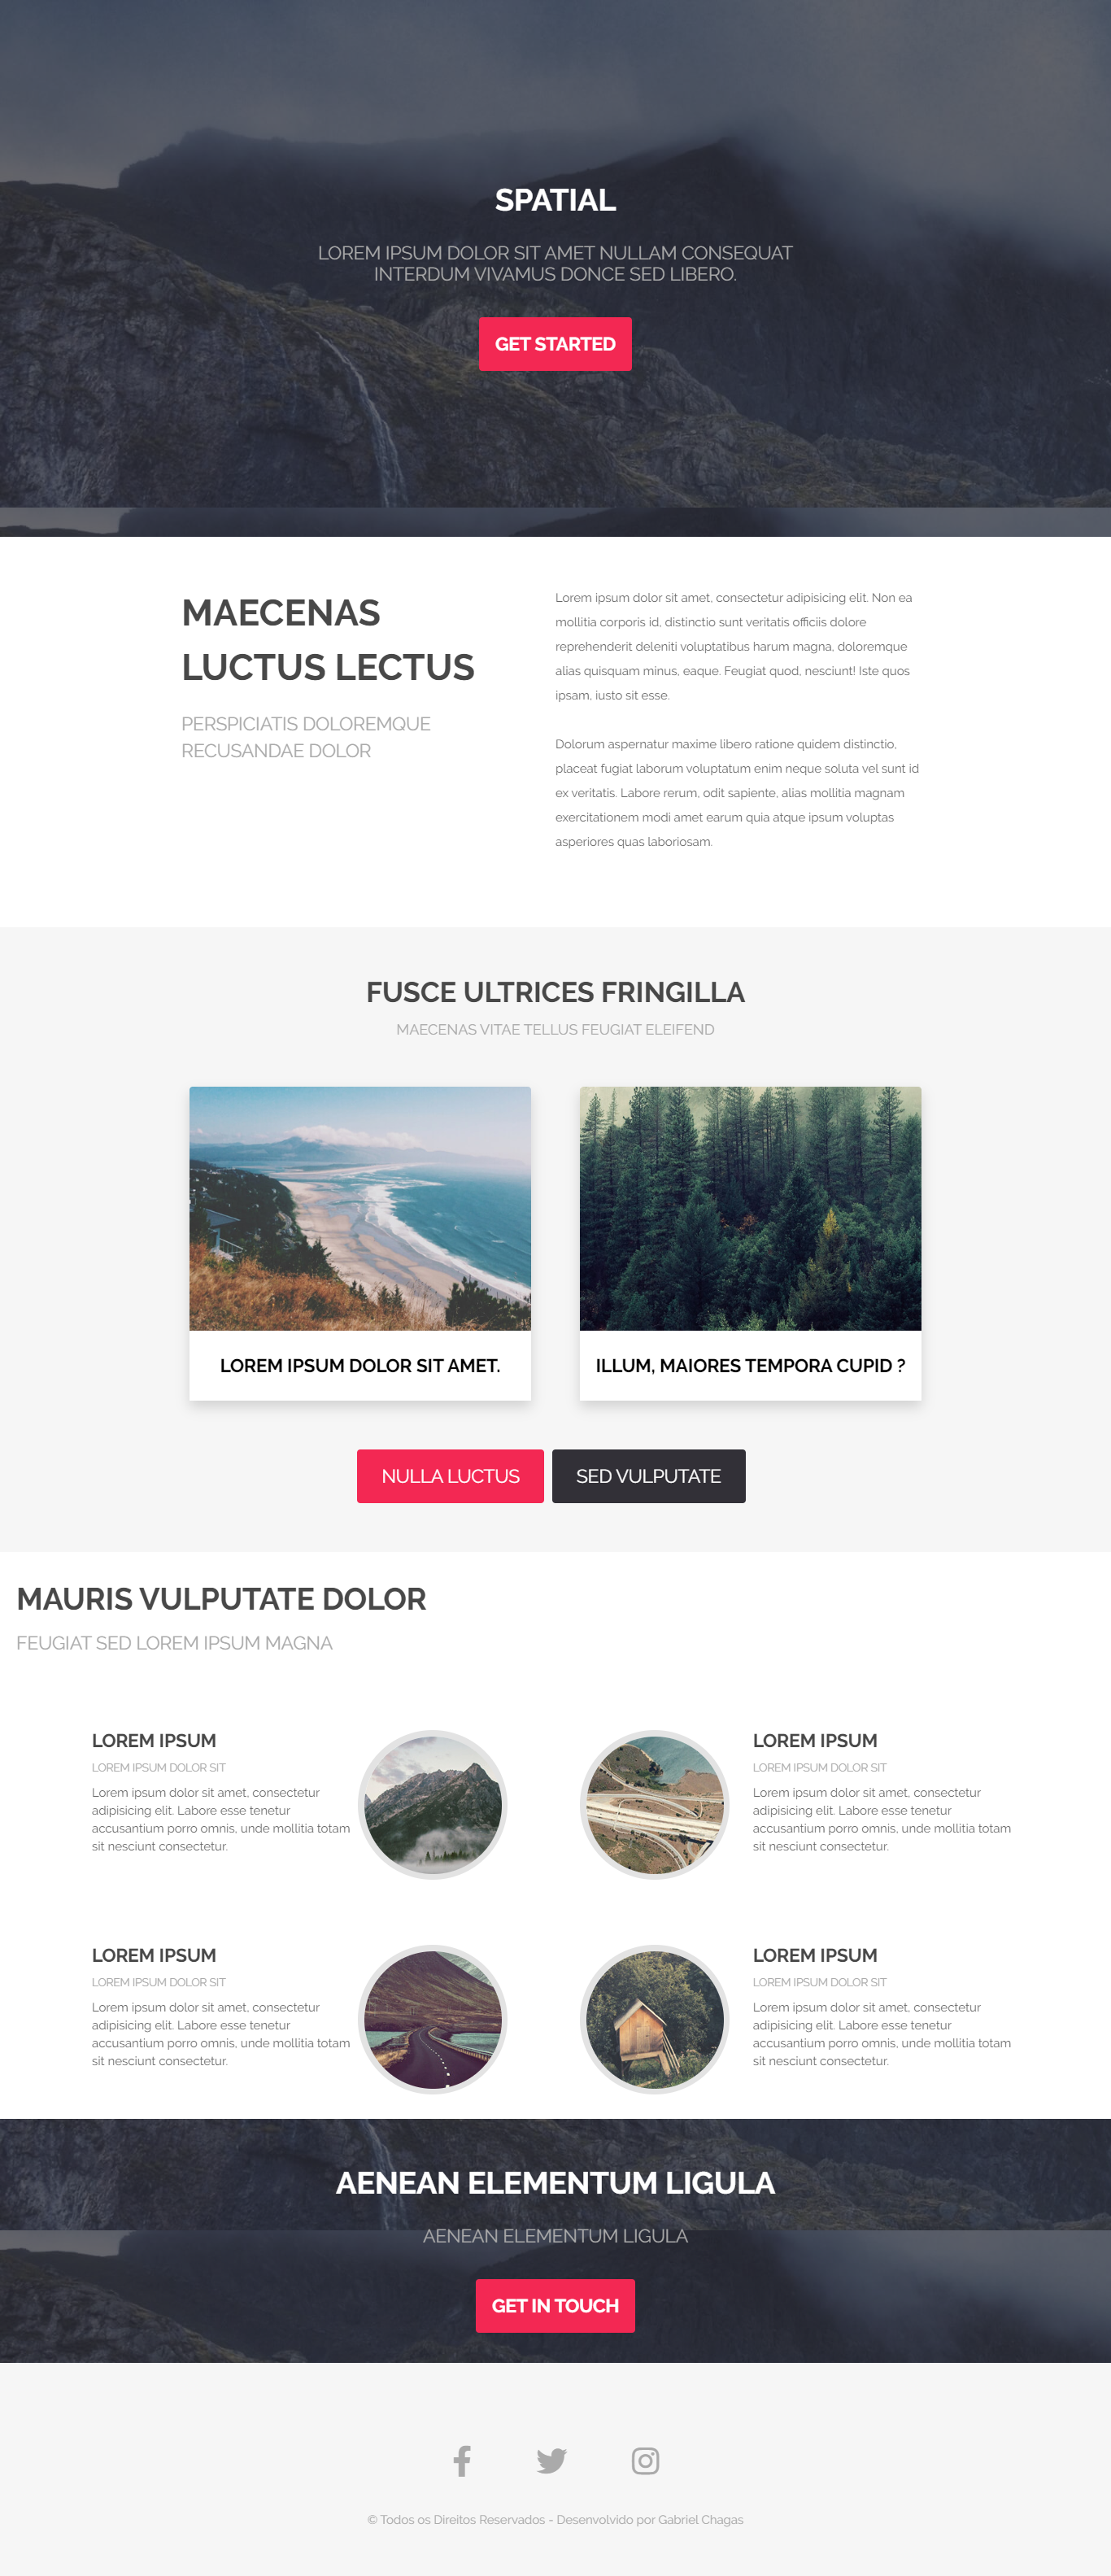 SPATIAL
LOREM IPSUM DOLOR SIT AMET NULLAM CONSEQUAT
INTERDUM VIVAMUS DONCE SED LIBERO.
GET STARTED
MAECENAS
LUCTUS LECTUS
PERSPICIATIS DOLOREMQUE
RECUSANDAE DOLOR
Lorem ipsum dolor sit amet, consectetur adipisicing elit. Non ea
mollitia corporis id, distinctio sunt veritatis officiis dolore
reprehenderit deleniti voluptatibus harum magna, doloremque
alias quisquam minus, eaque. Feugiat quod, nesciunt! Iste quos
ipsam, iusto sit esse.
Dolorum aspernatur maxime libero ratione quidem distinctio,
placeat fugiat laborum voluptatum enim neque soluta vel sunt id
ex veritatis. Labore rerum, odit sapiente, alias mollitia magnam
exercitationem modi amet earum quia atque ipsum voluptas
asperiores quas laboriosam.
FUSCE ULTRICES FRINGILLA
MAECENAS VITAE TELLUS FEUGIAT ELEIFEND
LOREM IPSUM DOLOR SIT AMET.
ILLUM, MAIORES TEMPORA CUPID ?
NULLA LUCTUS
SED VULPUTATE
MAURIS VULPUTATE DOLOR
FEUGIAT SED LOREM IPSUM MAGNA
LOREM IPSUM
LOREM IPSUM DOLOR SIT
Lorem ipsum dolor sit amet, consectetur
adipisicing elit. Labore esse tenetur
accusantium porro omnis, unde mollitia totam
sit nesciunt consectetur.
LOREM IPSUM
LOREM IPSUM DOLOR SIT
Lorem ipsum dolor sit amet, consectetur
adipisicing elit. Labore esse tenetur
accusantium porro omnis, unde mollitia totam
sit nesciunt consectetur.
LOREM IPSUM
LOREM IPSUM DOLOR SIT
Lorem ipsum dolor sit amet, consectetur
adipisicing elit. Labore esse tenetur
accusantium porro omnis, unde mollitia totam
sit nesciunt consectetur.
LOREM IPSUM
LOREM IPSUM DOLOR SIT
Lorem ipsum dolor sit amet, consectetur
adipisicing elit. Labore esse tenetur
accusantium porro omnis, unde mollitia totam
sit nesciunt consectetur.
AENEAN ELEMENTUM LIGULA
AENEAN ELEMENTUM LIGULA
GET IN TOUCH
© Todos os Direitos Reservados - Desenvolvido por Gabriel Chagas